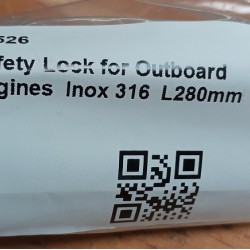 526
fety Lock for Outboard
gines Inox 316 L280mm